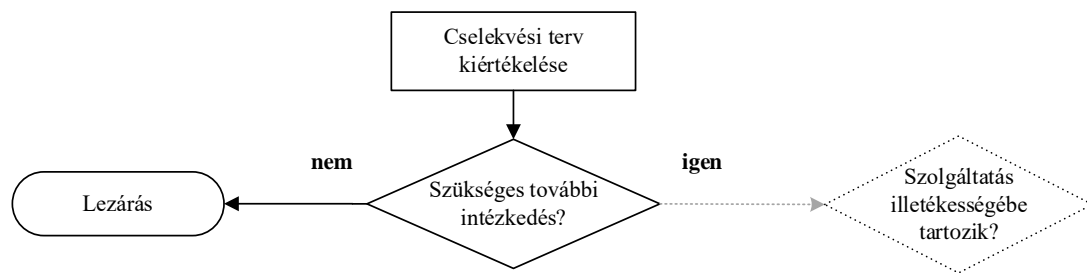 Cselekvési terv
kiértékelése
nem
igen
Lezárás
Szükséges további
intézkedés?
Szolgáltatás
illetékességébe
tartozik?